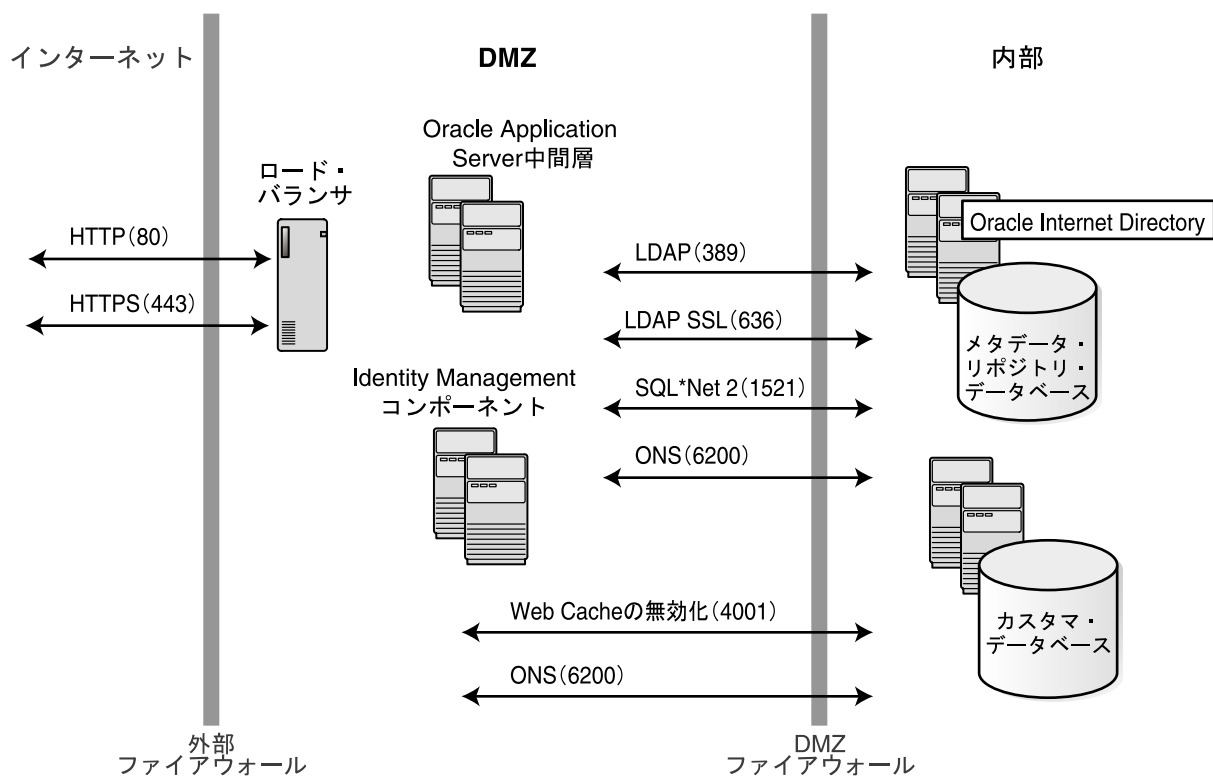 インターネット
DMZ
内部
Oracle Application
Server中間層
ロード・
バランサ
HTTP(80)
HTTPS(443)
LDAP(389)
LDAP SSL(636)
Oracle Internet Directory
メタデータ・
リポジトリ・
データベース
Identity Management
コンポーネント
SQL*Net 2(1521)
ONS(6200)
Web Cacheの無効化(4001)
ONS(6200)
カスタマ・
データベース
外部
ファイアウォール
DMZ
ファイアウォール